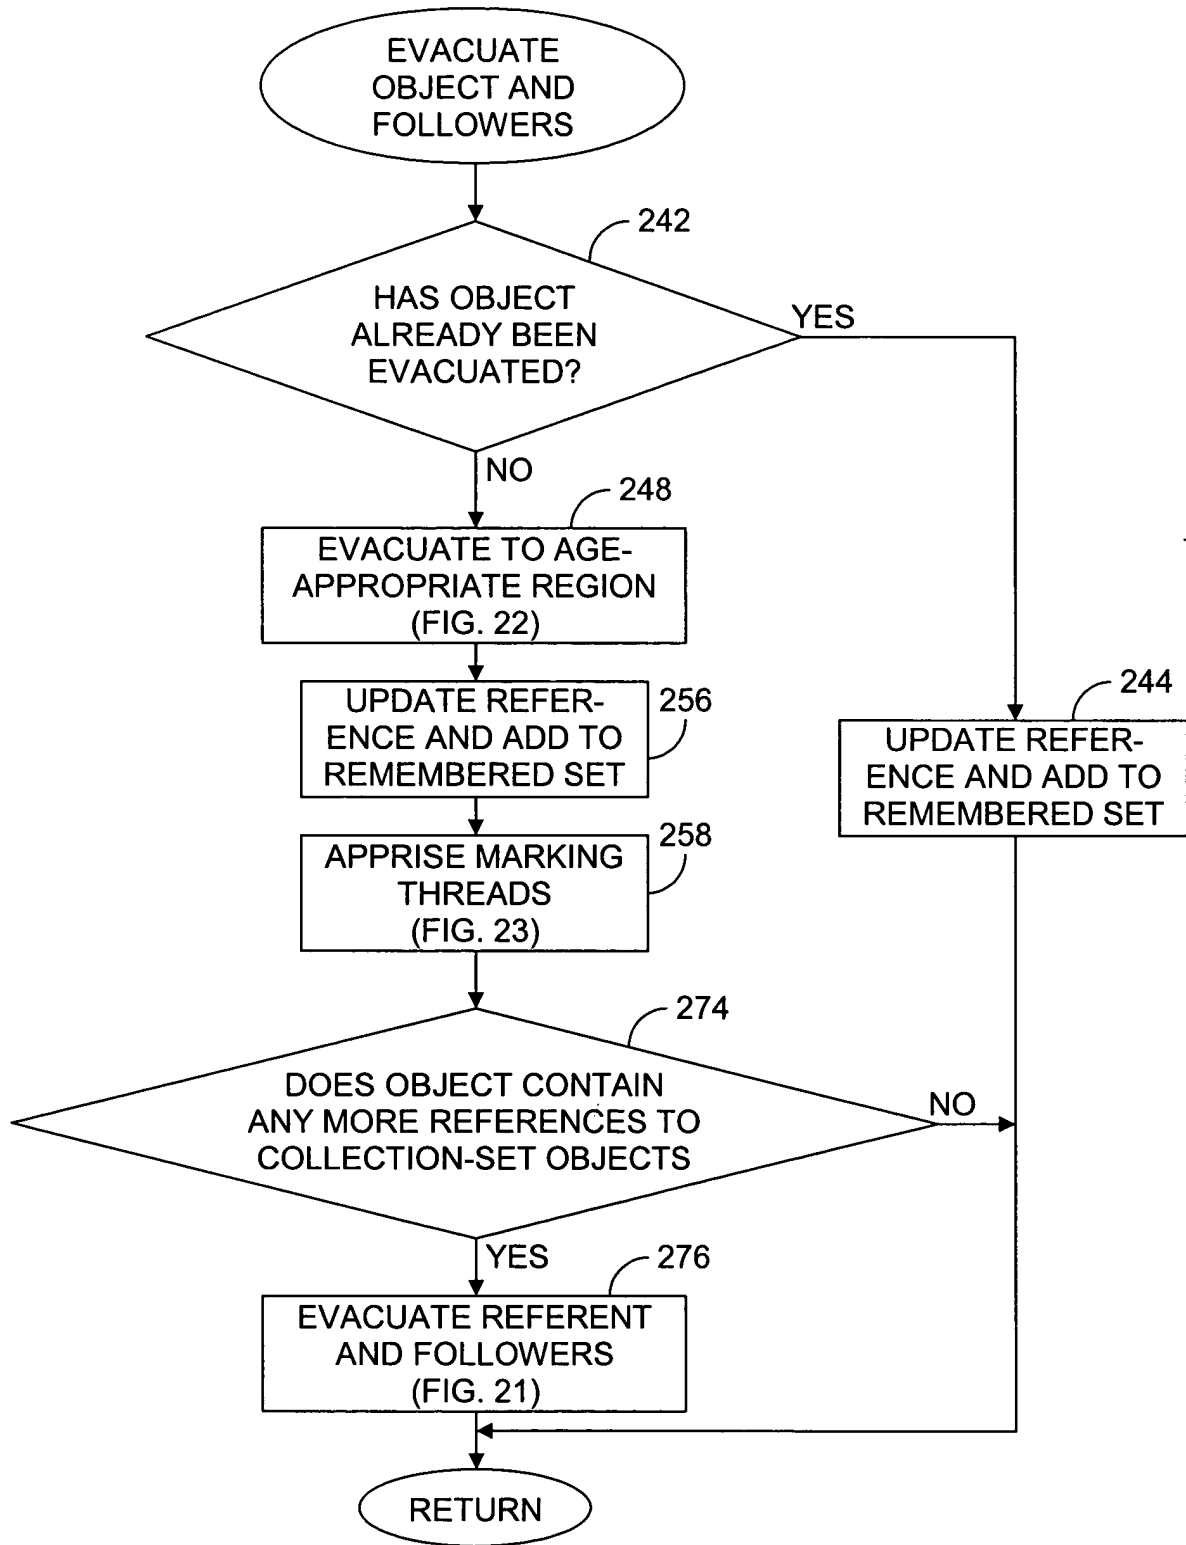 EVACUATE
OBJECT AND
FOLLOWERS
242
HAS OBJECT
ALREADY BEEN
EVACUATED?
YES
NO
248
EVACUATE TO AGE-
APPROPRIATE REGION
(FIG. 22)
256
UPDATE REFER-
ENCE AND ADD TO
REMEMBERED SET
244
UPDATE REFER-
ENCE AND ADD TO
REMEMBERED SET
258
APPRISE MARKING
THREADS
(FIG. 23)
274
DOES OBJECT CONTAIN
ANY MORE REFERENCES TO
COLLECTION-SET OBJECTS
NO
YES
276
EVACUATE REFERENT
AND FOLLOWERS
(FIG. 21)
RETURN